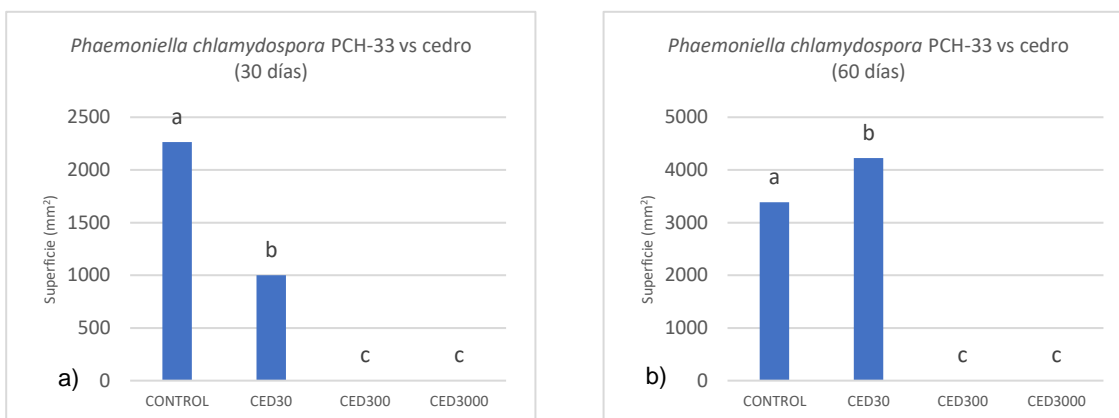 Phaemoniella chlamydospora PCH-33 vs cedro
(30 días)
2500
2000
1500
1000
500
0
Superficie (mm²)
a
b
c
c
CONTROL
CED30
CED300
CED3000
a)
Phaemoniella chlamydospora PCH-33 vs cedro
(60 días)
5000
4000
3000
2000
1000
0
Superficie (mm²)
a
b
c
c
CONTROL
CED30
CED300
CED3000
b)